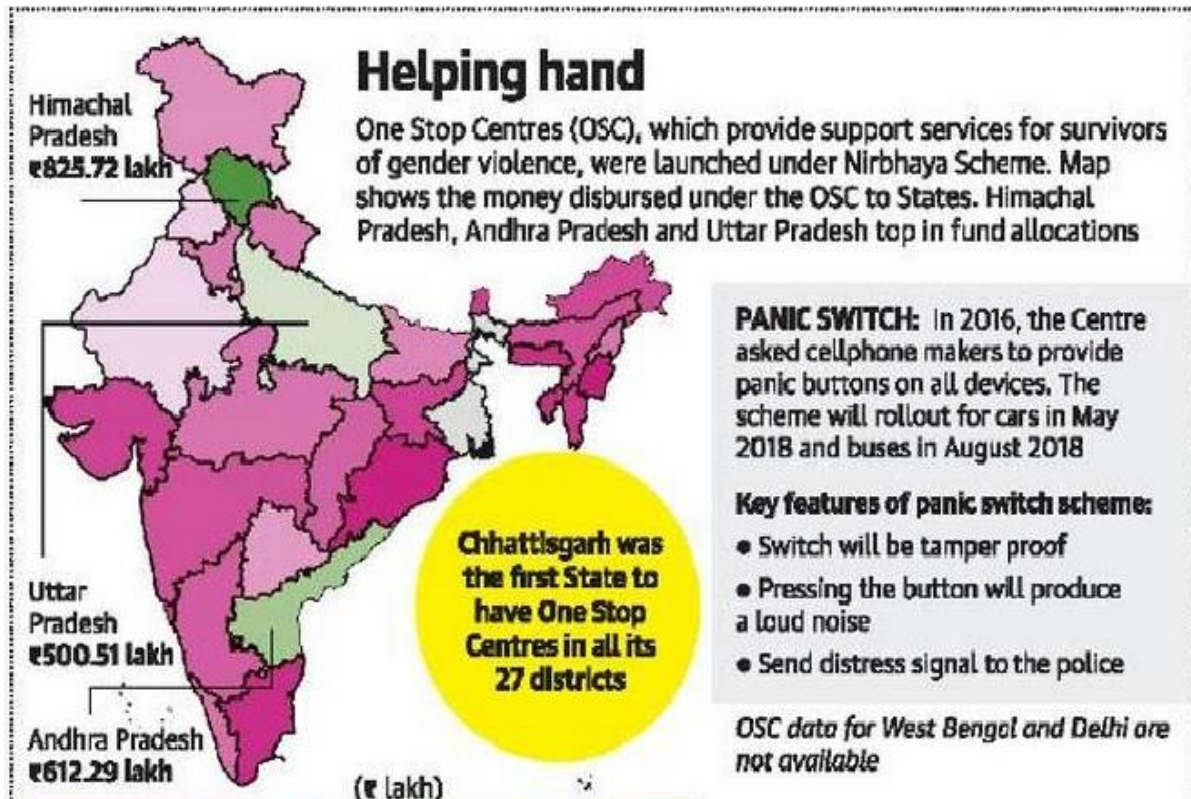 Helping hand
One Stop Centres (OSC), which provide support services for survivors
of gender violence, were launched under Nirbhaya Scheme. Map
shows the money disbursed under the OSC to States. Himachal
Pradesh, Andhra Pradesh and Uttar Pradesh top in fund allocations
Himachal
Pradesh
₹825.72 lakh
Uttar
Pradesh
₹500.51 lakh
Andhra Pradesh
₹612.29 lakh
(₹ lakh)
Chhattisgarh was
the first State to
have One Stop
Centres in all its
27 districts
PANIC SWITCH: In 2016, the Centre
asked cellphone makers to provide
panic buttons on all devices. The
scheme will rollout for cars in May
2018 and buses in August 2018
Key features of panic switch scheme:
• Switch will be tamper proof
• Pressing the button will produce
a loud noise
• Send distress signal to the police
OSC data for West Bengal and Delhi are
not available